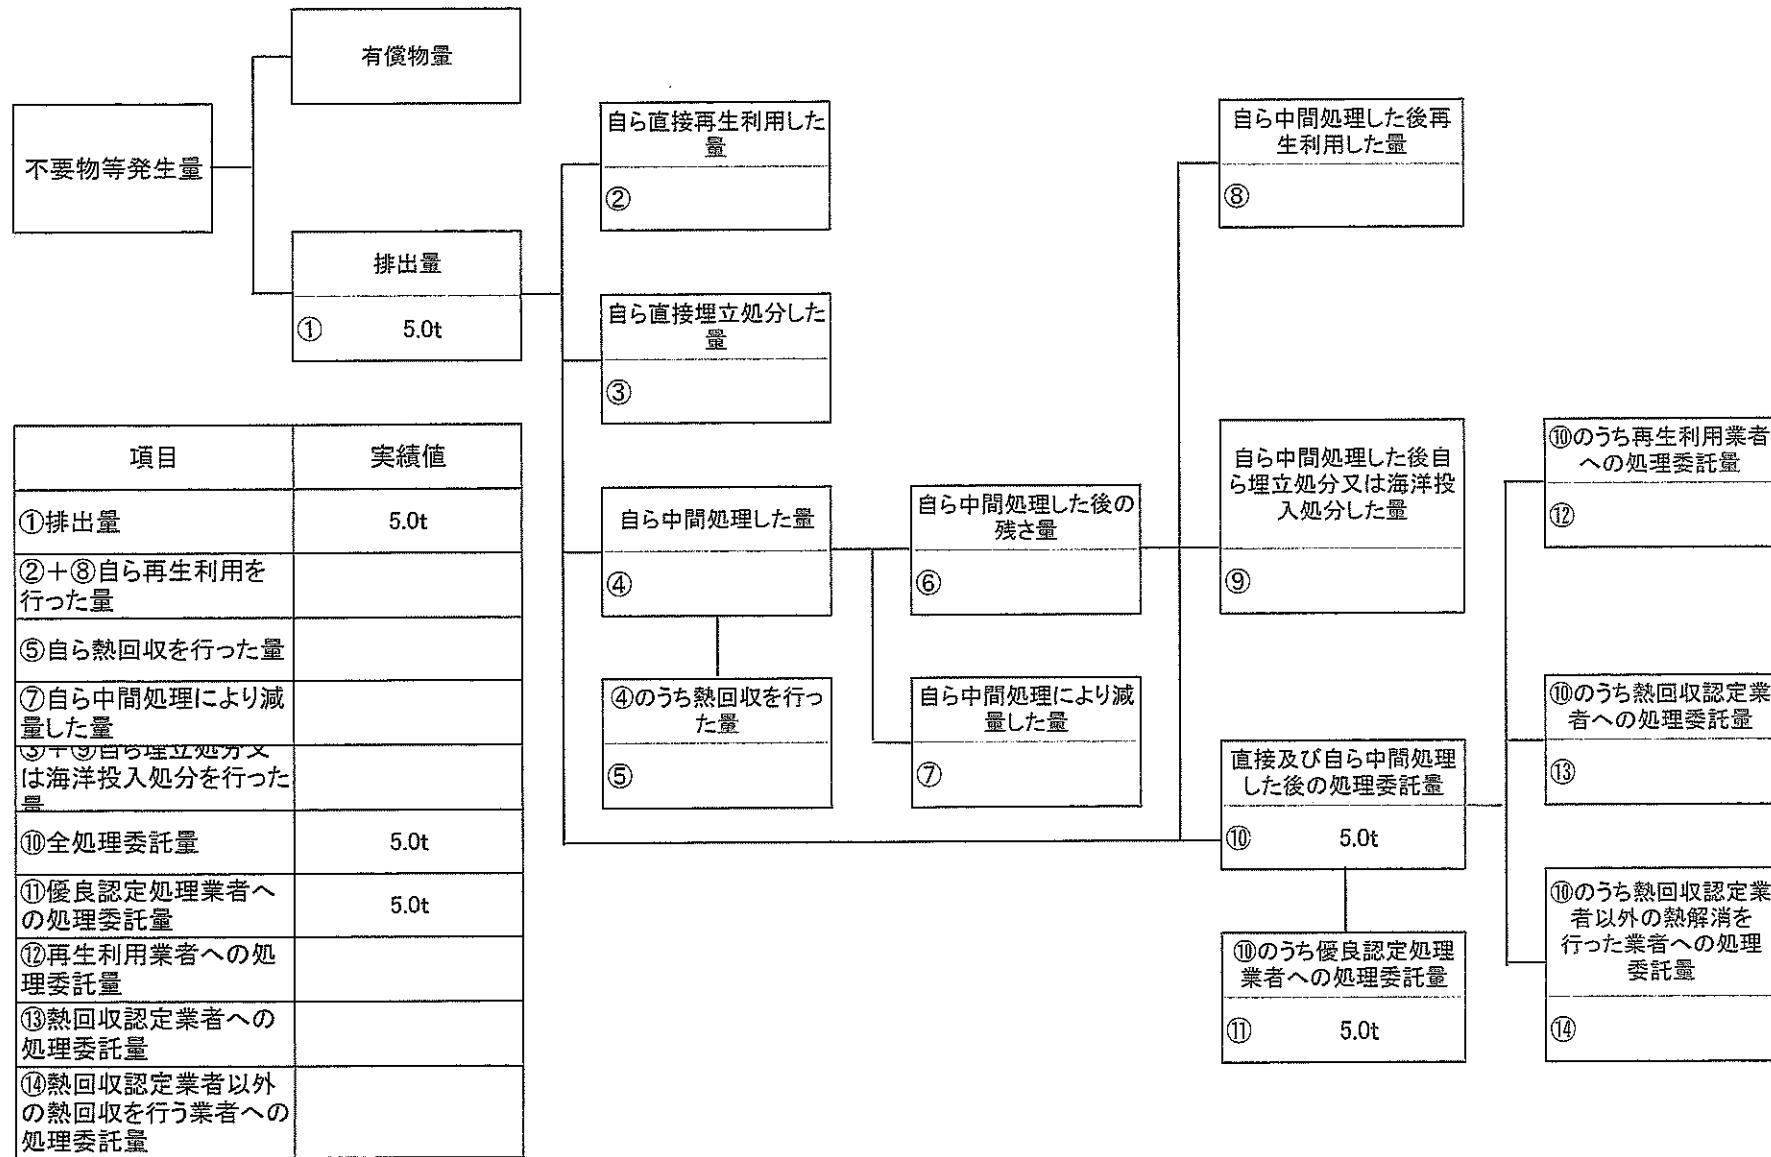 有償物量
不要物等発生量
排出量
① 5.0t
自ら直接再生利用した
量
②
自ら直接埋立処分した
量
③
自ら中間処理した量
④
④のうち熱回収を行っ
た量
⑤
自ら中間処理した後の
残さ量
⑥
自ら中間処理により減
量した量
⑦
自ら中間処理した後再
生利用した量
⑧
自ら中間処理した後自
ら埋立処分又は海洋投
入処分した量
⑨
直接及び自ら中間処理
した後の処理委託量
⑩ 5.0t
⑩のうち優良認定処理
業者への処理委託量
⑪ 5.0t
⑩のうち再生利用業者
への処理委託量
⑫
⑩のうち熱回収認定業
者への処理委託量
⑬
⑩のうち熱回収認定業
者以外の熱解消を
行った業者への処理
委託量
⑭
項目 実績値
①排出量 5.0t
②+⑧自ら再生利用を
行った量
⑤自ら熱回収を行った量
⑦自ら中間処理により減
量した量
③+⑨自ら埋立処分又
は海洋投入処分を行った
量
⑩全処理委託量 5.0t
⑪優良認定処理業者へ
の処理委託量 5.0t
⑫再生利用業者への処
理委託量
⑬熱回収認定業者への
処理委託量
⑭熱回収認定業者以外
の熱回収を行う業者への
処理委託量